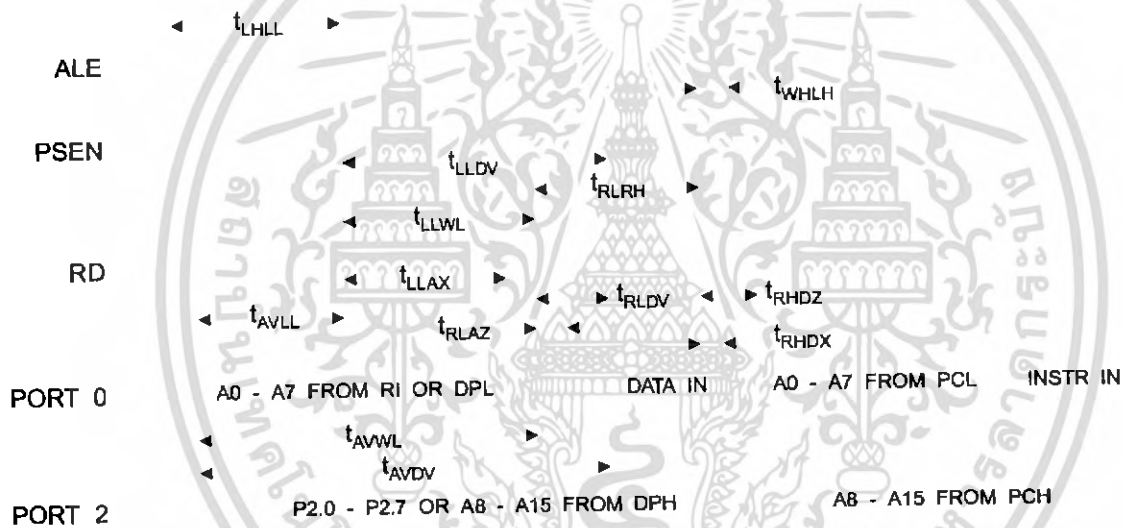 tLHLL
ALE
tWHLH
PSEN
tLLDV
tRLRH
tLLWL
RD
tLLAX
tRLDV
tRHDZ
tAVLL
tRLAZ
tRHDX
PORT 0
A0 - A7 FROM RI OR DPL
DATA IN
A0 - A7 FROM PCL
INSTR IN
tAVWL
tAVDV
PORT 2
P2.0 - P2.7 OR A8 - A15 FROM DPH
A8 - A15 FROM PCH